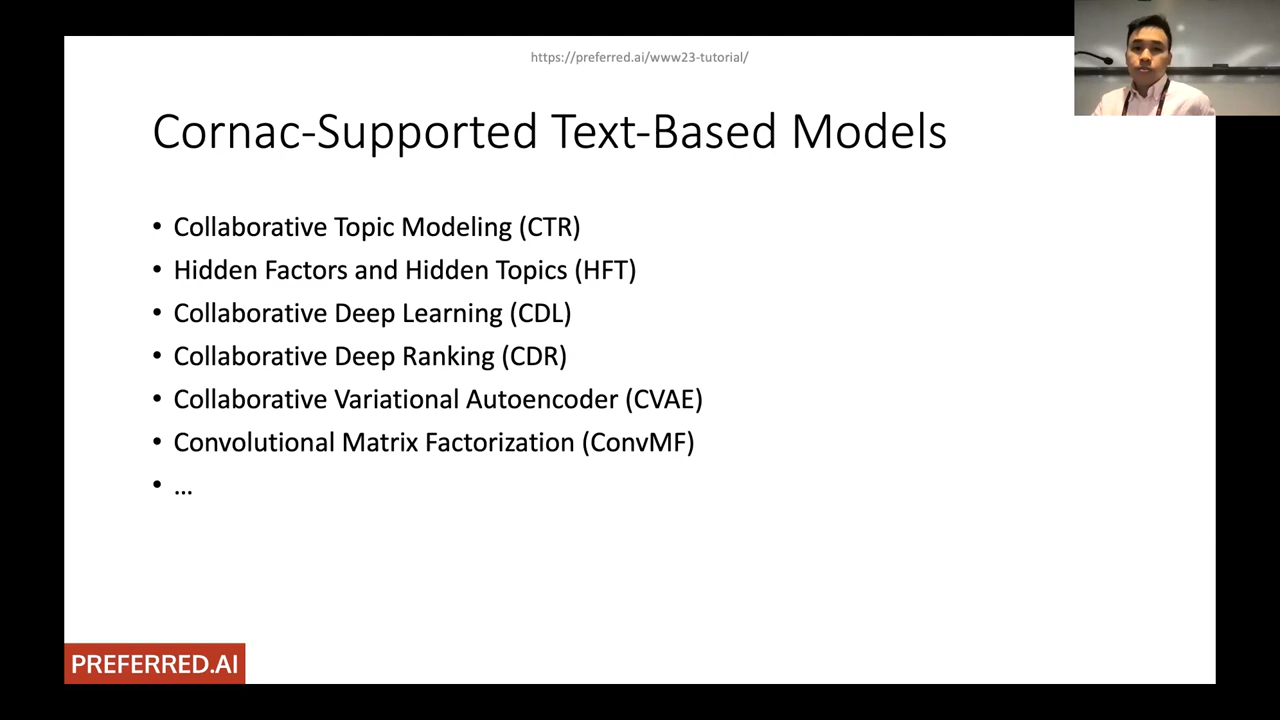 https://preferred.ai/www23-tutorial/
Cornac-Supported Text-Based Models
• Collaborative Topic Modeling (CTR)
• Hidden Factors and Hidden Topics (HFT)
• Collaborative Deep Learning (CDL)
• Collaborative Deep Ranking (CDR)
• Collaborative Variational Autoencoder (CVAE)
• Convolutional Matrix Factorization (ConvMF)
• ...
PREFERRED.AI